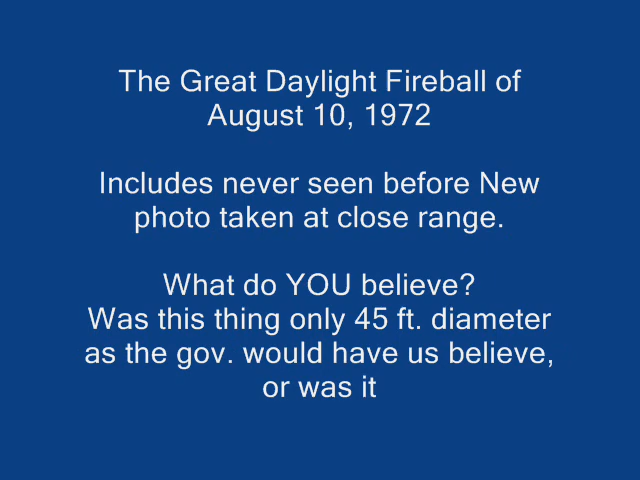 The Great Daylight Fireball of
August 10, 1972
Includes never seen before New
photo taken at close range.
What do YOU believe?
Was this thing only 45 ft. diameter
as the gov. would have us believe,
or was it